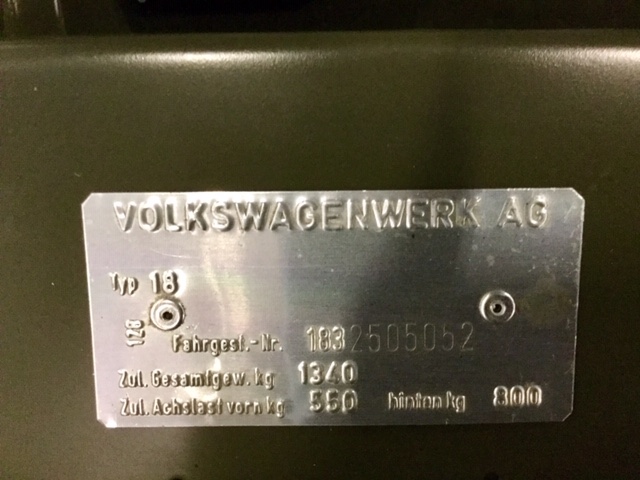 VOLKSWAGENWERK AG
Typ 18
128
Fahrgest.-Nr. 1832505052
Zul. Gesamtgew. kg 1340
Zul. Achslast vorn kg 550 hinten kg 800